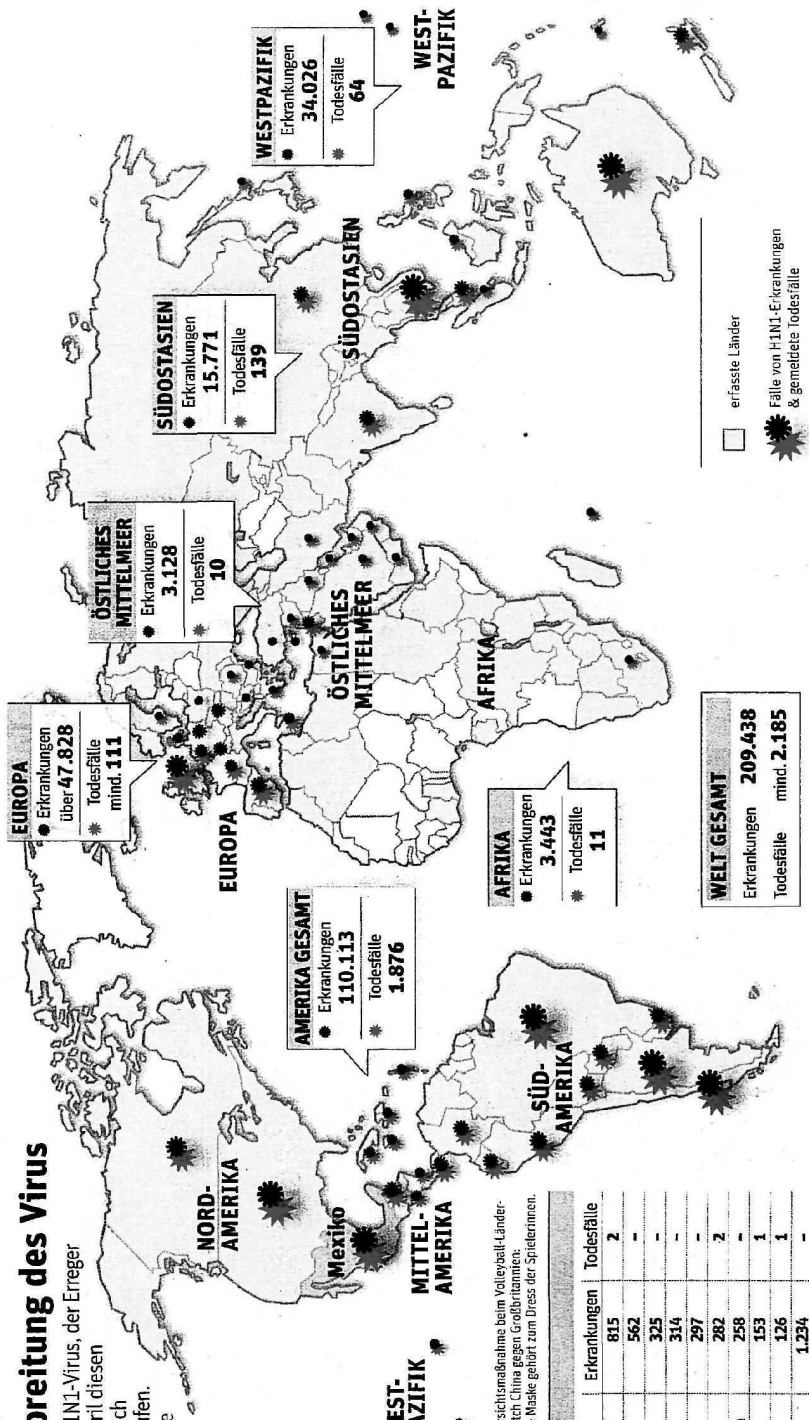 breitung des Virus
1N1-Virus, der Erreger
ril diesen
ch
fen.
e
EUROPA
Erkrankungen
über 47.828
Todesfälle
mind. 111
ÖSTLICHES
MITTELMEER
Erkrankungen
3.128
Todesfälle
10
SÜDOSTASIEN
Erkrankungen
15.771
Todesfälle
139
WESTPAZIFIK
Erkrankungen
34.026
Todesfälle
64
WEST-
PAZIFIK
NORD-
AMERIKA
Mexiko
MITTEL-
AMERIKA
AMERIKA GESAMT
Erkrankungen
110.113
Todesfälle
1.876
EUROPA
ÖSTLICHES
MITTELMEER
SÜDOSTASIEN
AFRIKA
AFRIKA
Erkrankungen
3.443
Todesfälle
11
SÜD-
AMERIKA
EST-
AZIFIK
rsichtsmaßnahme beim Volleyball-Länder-
tch China gegen Großbritannien:
e Maske gehört zum Dress der Spielerinnen.
Erkrankungen Todesfälle
815 2
562 -
325 -
314 -
297 -
282 2
258 -
153 1
126 1
1.234 -
WELT GESAMT
Erkrankungen 209.438
Todesfälle mind. 2.185
erfasste Länder
Fälle von H1N1-Erkrankungen
& gemeldete Todesfälle